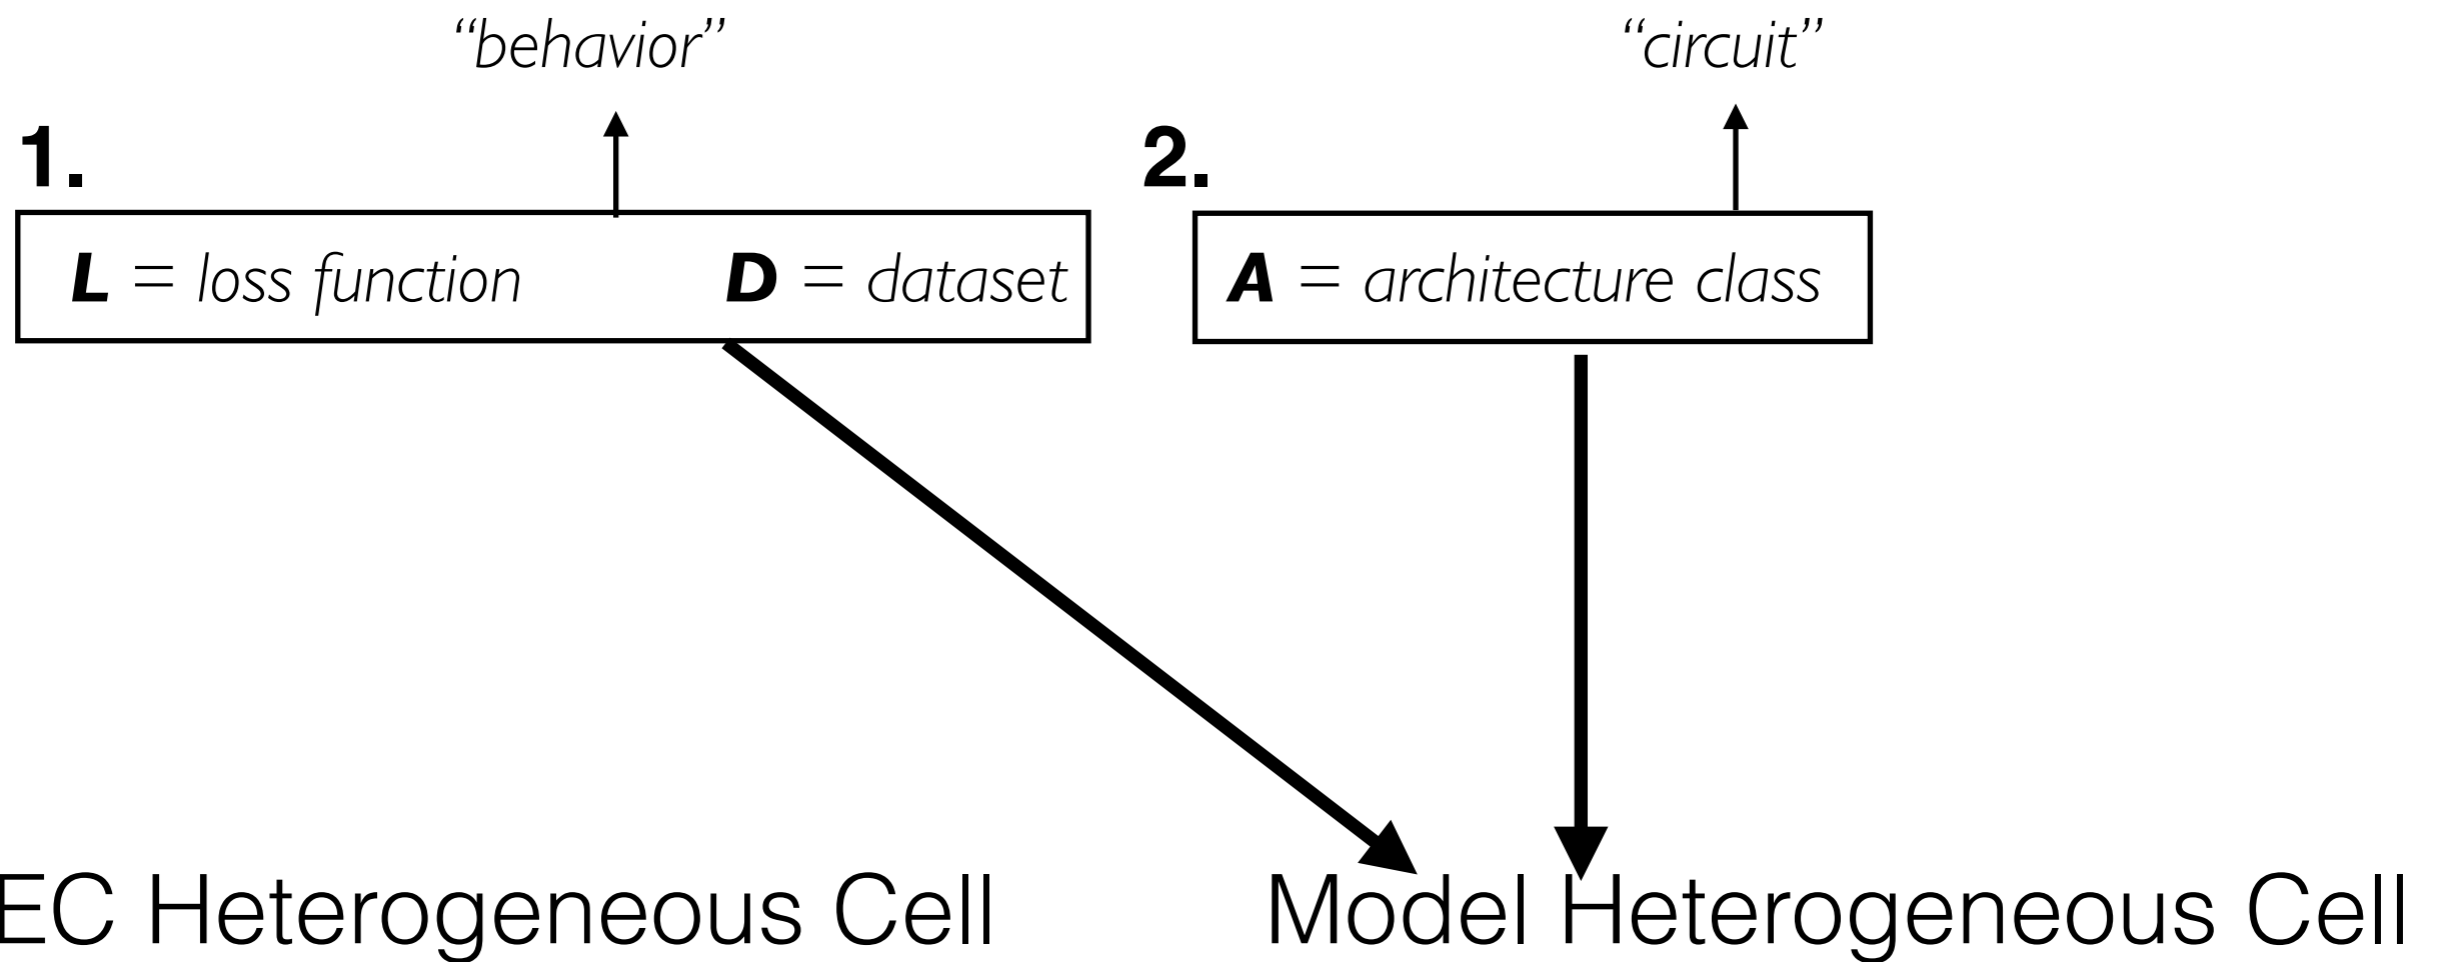 “behavior”
“circuit”
1.
2.
L = loss function D = dataset
A = architecture class
EC Heterogeneous Cell
Model Heterogeneous Cell